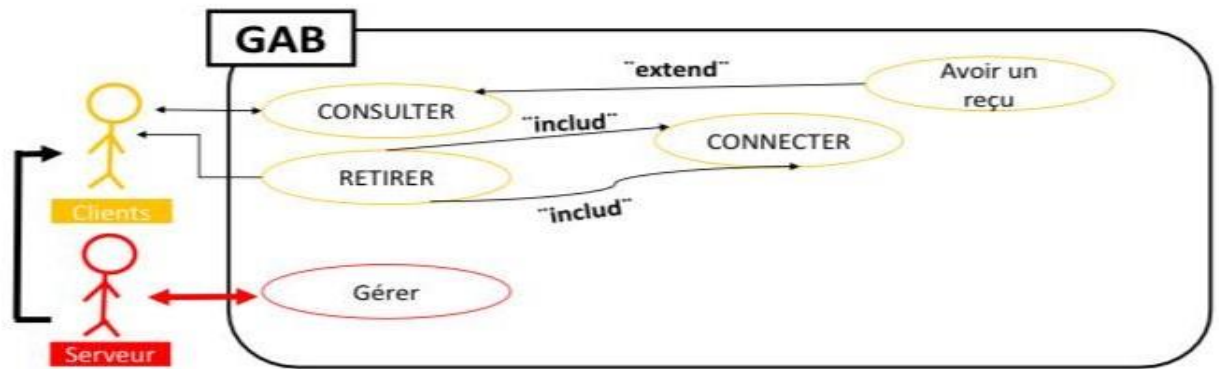 GAB
¨extend¨
Avoir un
reçu
CONSULTER
¨includ¨
CONNECTER
RETIRER
¨includ¨
Clients
Gérer
Serveur